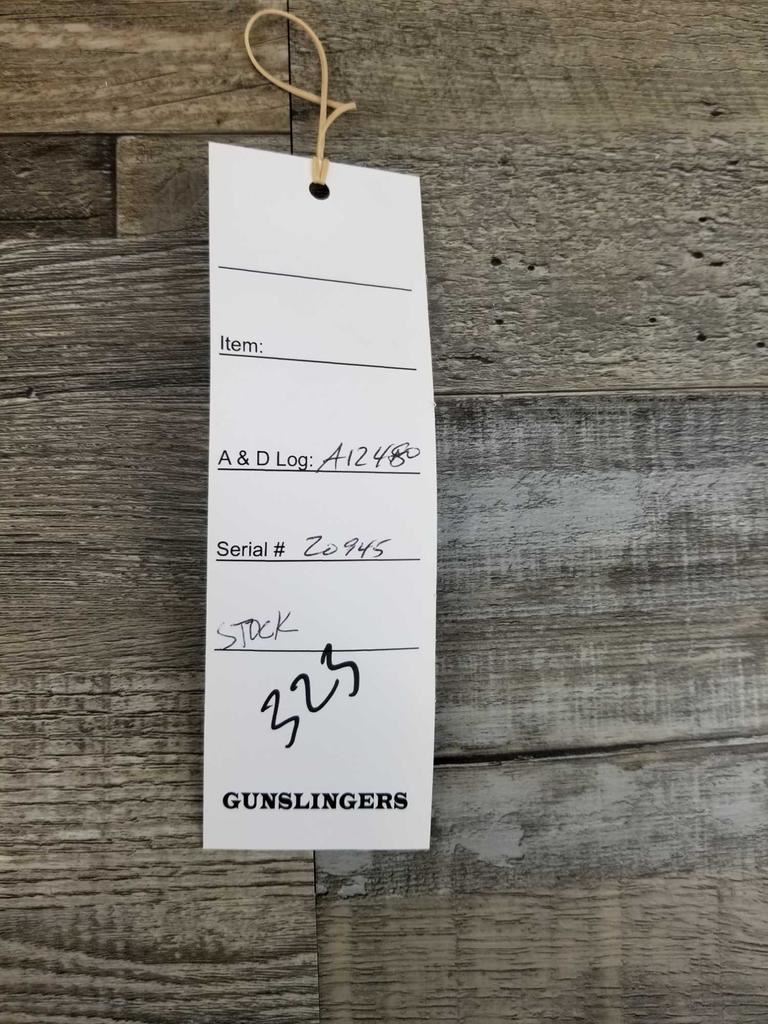 Item:
A & D Log: A12480
Serial # 20945
STOCK
325
GUNSLINGERS